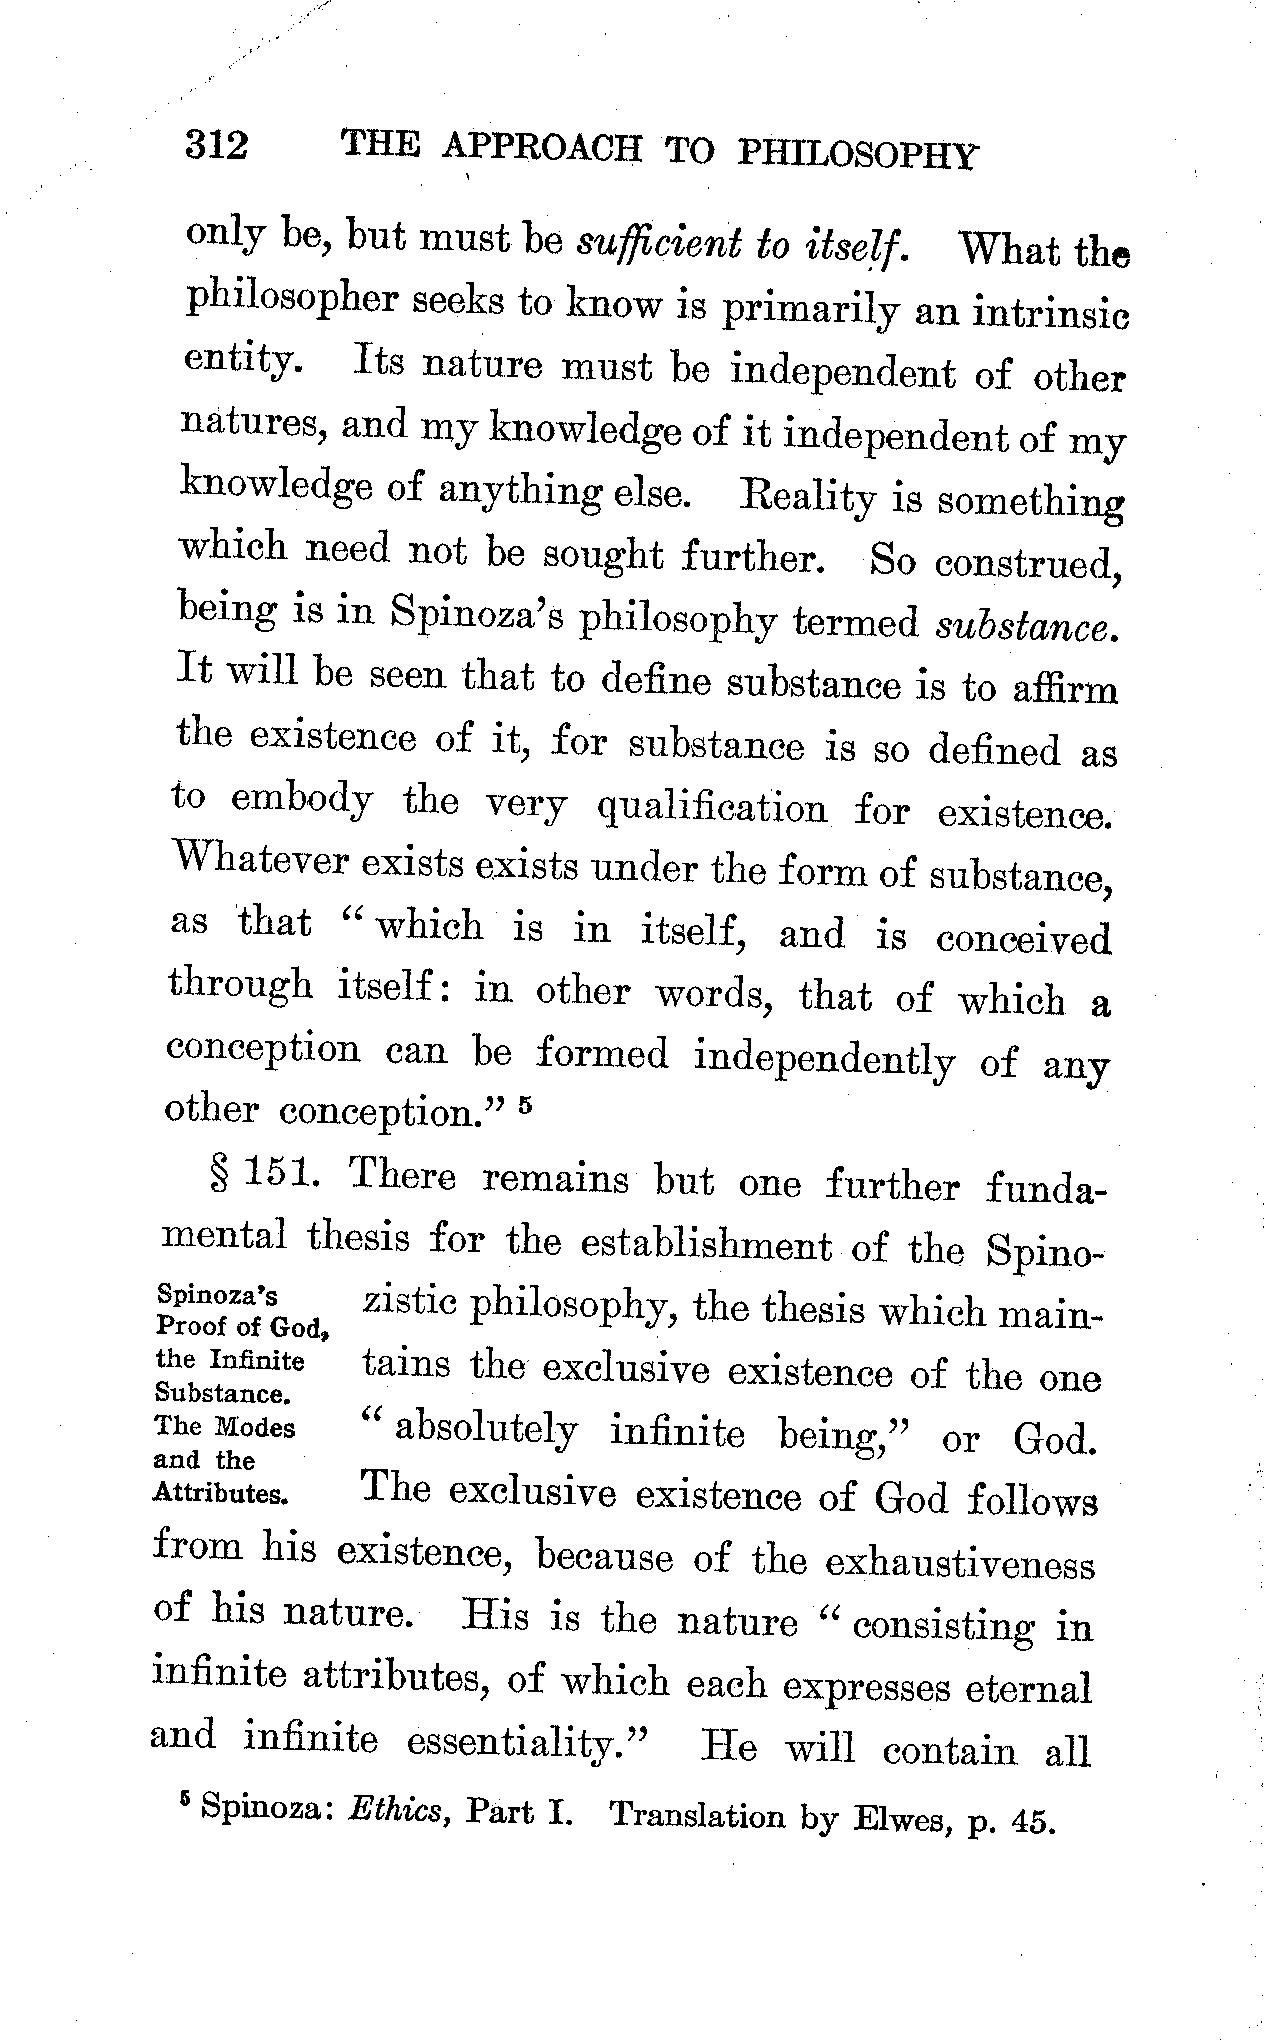 312 THE APPROACH TO PHILOSOPHY
only be, but must be sufficient to itself. What the
philosopher seeks to know is primarily an intrinsic
entity. Its nature must be independent of other
natures, and my knowledge of it independent of my
knowledge of anything else. Reality is something
which need not be sought further. So construed,
being is in Spinoza's philosophy termed substance.
It will be seen that to define substance is to affirm
the existence of it, for substance is so defined as
to embody the very qualification for existence.
Whatever exists exists under the form of substance,
as that “ which is in itself, and is conceived
through itself: in other words, that of which a
conception can be formed independently of any
other conception.” 5
§ 151. There remains but one further funda-
mental thesis for the establishment of the Spino-
Spinoza's
Proof of God,
the Infinite
Substance.
The Modes
and the
Attributes.
zistic philosophy, the thesis which main-
tains the exclusive existence of the one
“ absolutely infinite being,” or God.
The exclusive existence of God follows
from his existence, because of the exhaustiveness
of his nature. His is the nature “ consisting in
infinite attributes, of which each expresses eternal
and infinite essentiality.” He will contain all
5 Spinoza: Ethics, Part I. Translation by Elwes, p. 45.